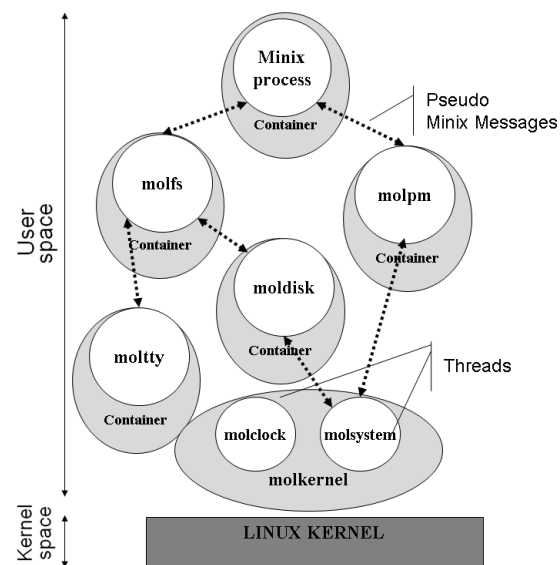 Minix
process
Container
Pseudo
Minix Messages
molfs
Container
molpm
Container
User
space
moldisk
Container
moltty
Container
Threads
molclock
molsystem
molkernel
Kernel
space
LINUX KERNEL